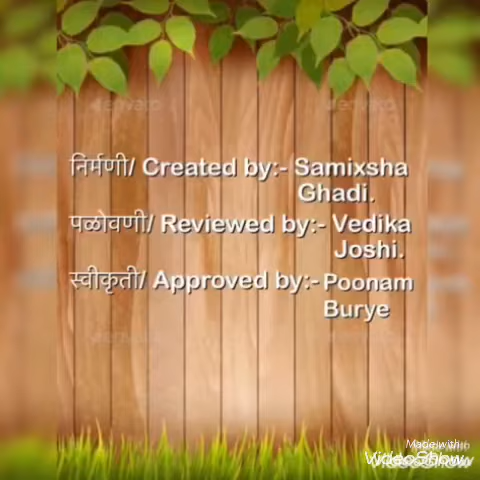 निर्मणी/ Created by:- Samixsha
Ghadi.
पळोवणी/ Reviewed by:- Vedika
Joshi.
स्वीकृती/ Approved by:- Poonam
Burye
Made with
VideoShow